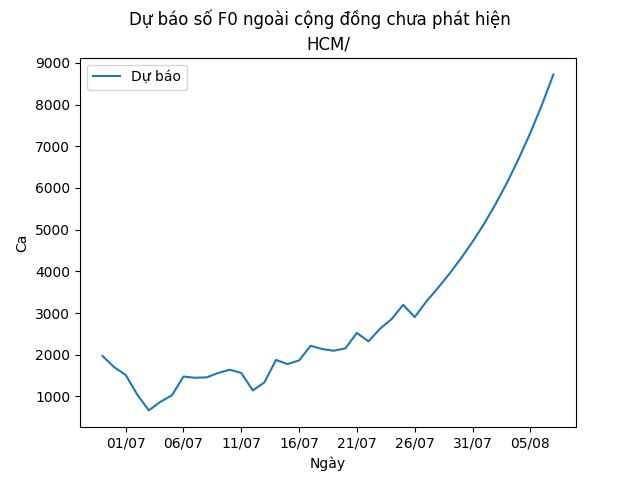 Dự báo số F0 ngoài cộng đồng chưa phát hiện
HCM/
Dự báo
Ca
9000
8000
7000
6000
5000
4000
3000
2000
1000
01/07 06/07 11/07 16/07 21/07 26/07 31/07 05/08
Ngày